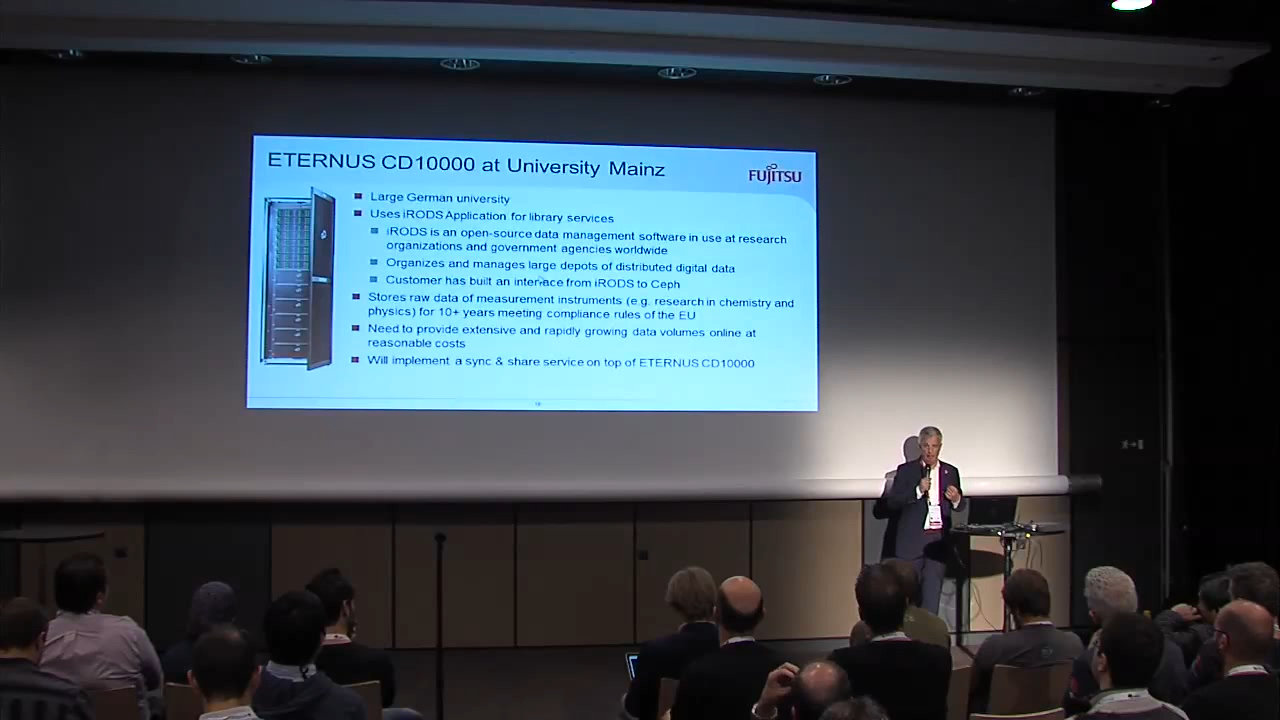 ETERNUS CD10000 at University Mainz
FUJITSU
Large German university
Uses iRODS Application for library services
iRODS is an open-source data management software in use at research
organizations and government agencies worldwide
Organizes and manages large depots of distributed digital data
Customer has built an interface from iRODS to Ceph
Stores raw data of measurement instruments (e.g. research in chemistry and
physics) for 10+ years meeting compliance rules of the EU
Need to provide extensive and rapidly growing data volumes online at
reasonable costs
Will implement a sync & share service on top of ETERNUS CD10000